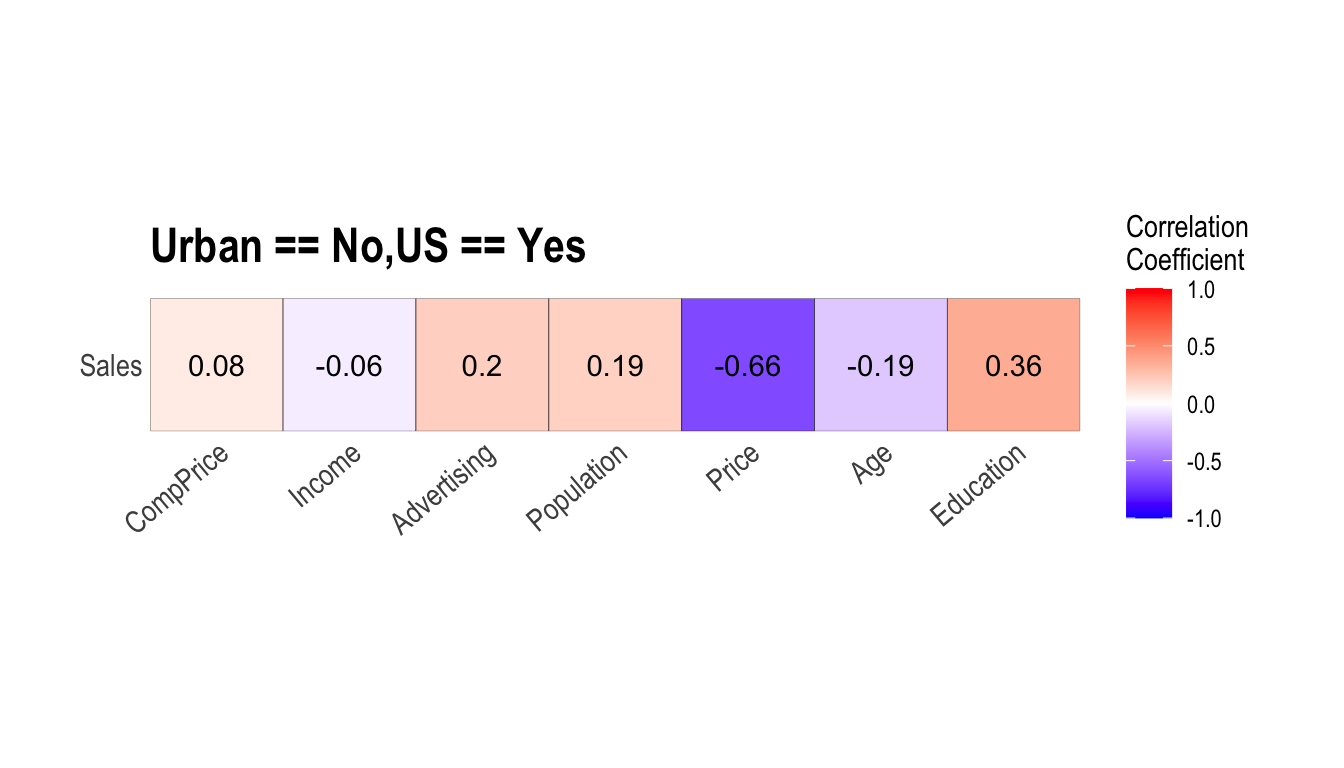 Urban == No,US == Yes
Sales
0.08
-0.06
0.2
0.19
-0.66
-0.19
0.36
CompPrice
Income
Advertising
Population
Price
Age
Education
Correlation
Coefficient
1.0
0.5
0.0
-0.5
-1.0